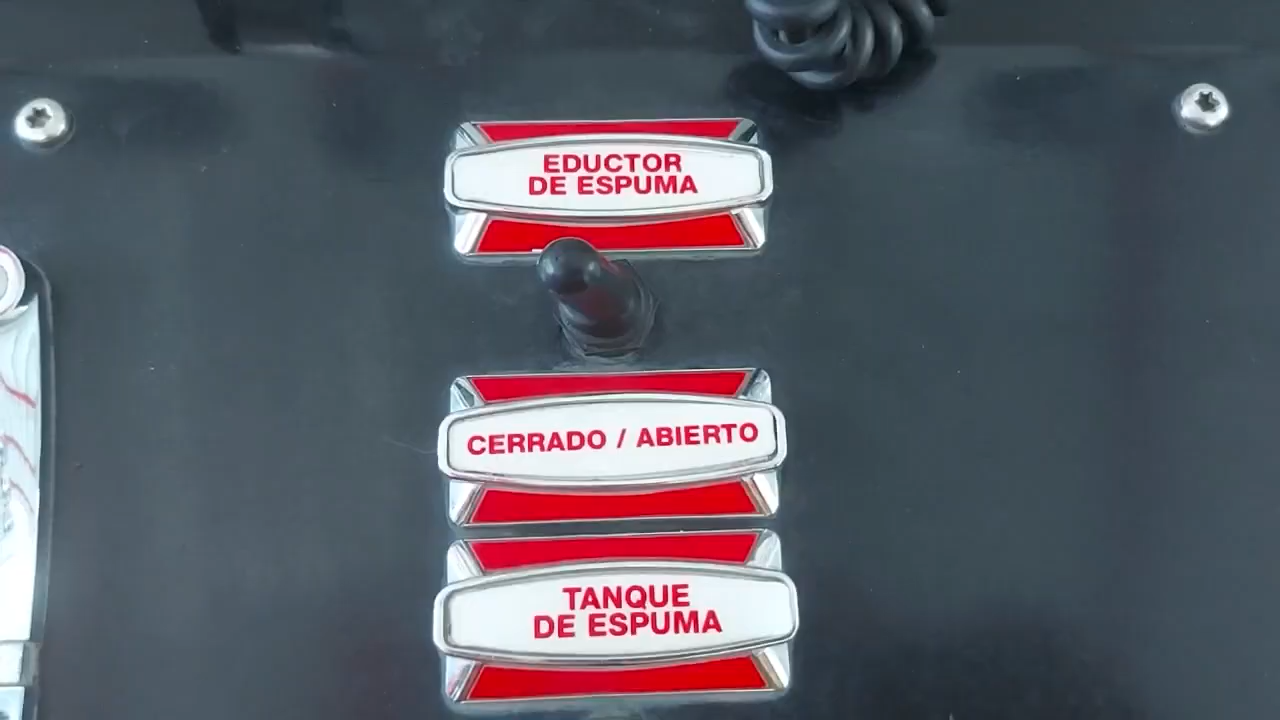 EDUCTOR
DE ESPUMA
CERRADO / ABIERTO
TANQUE
DE ESPUMA